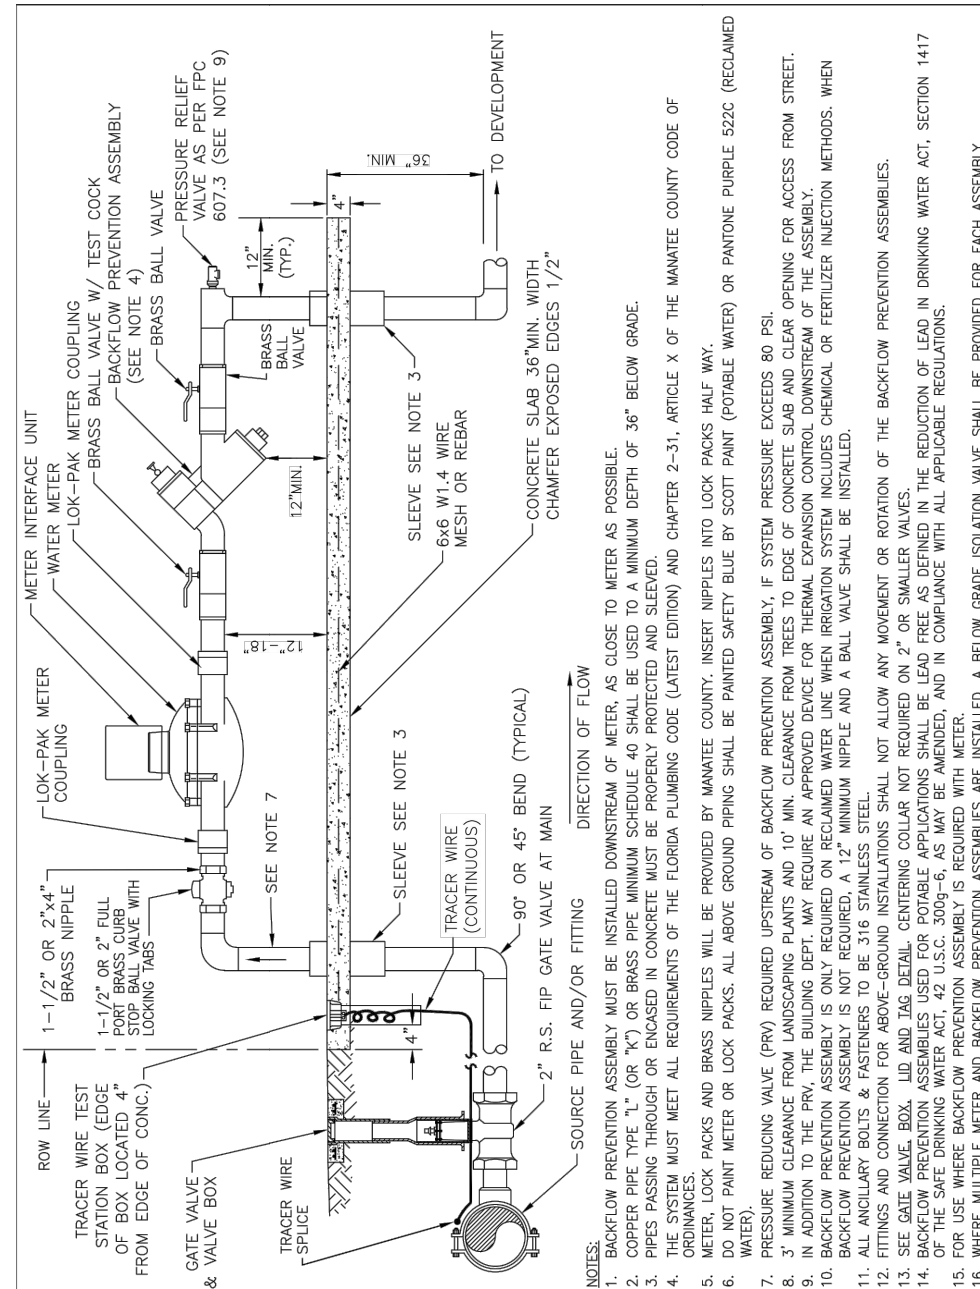 ROW LINE
TRACER WIRE TEST
STATION BOX (EDGE
OF BOX LOCATED 4"
FROM EDGE OF CONC.)
GATE VALVE
& VALVE BOX
TRACER WIRE
SPLICE
1-1/2" OR 2"x4"
BRASS NIPPLE
1-1/2" OR 2" FULL
PORT BRASS CURB
STOP BALL VALVE WITH
LOCKING TABS
LOK-PAK METER
COUPLING
METER INTERFACE UNIT
WATER METER
LOK-PAK METER COUPLING
BRASS BALL VALVE W/ TEST COCK
BACKFLOW PREVENTION ASSEMBLY
(SEE NOTE 4)
BRASS BALL VALVE
PRESSURE RELIEF
VALVE AS PER FPC
607.3 (SEE NOTE 9)
SEE NOTE 7
12"-18"
12"MIN.
BRASS
BALL
VALVE
12"
MIN.
(TYP.)
4"
36" MIN.
TO DEVELOPMENT
SLEEVE SEE NOTE 3
6x6 W1.4 WIRE
MESH OR REBAR
CONCRETE SLAB 36"MIN. WIDTH
CHAMFER EXPOSED EDGES 1/2"
4"
SLEEVE SEE NOTE 3
TRACER WIRE
(CONTINUOUS)
90° OR 45° BEND (TYPICAL)
2" R.S. FIP GATE VALVE AT MAIN
SOURCE PIPE AND/OR FITTING
DIRECTION OF FLOW
NOTES:
1. BACKFLOW PREVENTION ASSEMBLY MUST BE INSTALLED DOWNSTREAM OF METER, AS CLOSE TO METER AS POSSIBLE.
2. COPPER PIPE TYPE "L" (OR "K") OR BRASS PIPE MINIMUM SCHEDULE 40 SHALL BE USED TO A MINIMUM DEPTH OF 36" BELOW GRADE.
3. PIPES PASSING THROUGH OR ENCASED IN CONCRETE MUST BE PROPERLY PROTECTED AND SLEEVED.
4. THE SYSTEM MUST MEET ALL REQUIREMENTS OF THE FLORIDA PLUMBING CODE (LATEST EDITION) AND CHAPTER 2-31, ARTICLE X OF THE MANATEE COUNTY CODE OF
ORDINANCES.
5. METER, LOCK PACKS AND BRASS NIPPLES WILL BE PROVIDED BY MANATEE COUNTY. INSERT NIPPLES INTO LOCK PACKS HALF WAY.
6. DO NOT PAINT METER OR LOCK PACKS. ALL ABOVE GROUND PIPING SHALL BE PAINTED SAFETY BLUE BY SCOTT PAINT (POTABLE WATER) OR PANTONE PURPLE 522C (RECLAIMED
WATER).
7. PRESSURE REDUCING VALVE (PRV) REQUIRED UPSTREAM OF BACKFLOW PREVENTION ASSEMBLY, IF SYSTEM PRESSURE EXCEEDS 80 PSI.
8. 3' MINIMUM CLEARANCE FROM LANDSCAPING PLANTS AND 10' MIN. CLEARANCE FROM TREES TO EDGE OF CONCRETE SLAB AND CLEAR OPENING FOR ACCESS FROM STREET.
9. IN ADDITION TO THE PRV, THE BUILDING DEPT. MAY REQUIRE AN APPROVED DEVICE FOR THERMAL EXPANSION CONTROL DOWNSTREAM OF THE ASSEMBLY.
10. BACKFLOW PREVENTION ASSEMBLY IS ONLY REQUIRED ON RECLAIMED WATER LINE WHEN IRRIGATION SYSTEM INCLUDES CHEMICAL OR FERTILIZER INJECTION METHODS. WHEN
BACKFLOW PREVENTION ASSEMBLY IS NOT REQUIRED, A 12" MINIMUM NIPPLE AND A BALL VALVE SHALL BE INSTALLED.
11. ALL ANCILLARY BOLTS & FASTENERS TO BE 316 STAINLESS STEEL.
12. FITTINGS AND CONNECTION FOR ABOVE-GROUND INSTALLATIONS SHALL NOT ALLOW ANY MOVEMENT OR ROTATION OF THE BACKFLOW PREVENTION ASSEMBLIES.
13. SEE GATE VALVE, BOX, LID AND TAG DETAIL. CENTERING COLLAR NOT REQUIRED ON 2" OR SMALLER VALVES.
14. BACKFLOW PREVENTION ASSEMBLIES USED FOR POTABLE APPLICATIONS SHALL BE LEAD FREE AS DEFINED IN THE REDUCTION OF LEAD IN DRINKING WATER ACT, SECTION 1417
OF THE SAFE DRINKING WATER ACT, 42 U.S.C. 300g-6, AS MAY BE AMENDED, AND IN COMPLIANCE WITH ALL APPLICABLE REGULATIONS.
15. FOR USE WHERE BACKFLOW PREVENTION ASSEMBLY IS REQUIRED WITH METER.
16. WHERE MULTIPLE METER AND BACKFLOW PREVENTION ASSEMBLIES ARE INSTALLED, A BELOW GRADE ISOLATION VALVE SHALL BE PROVIDED FOR EACH ASSEMBLY